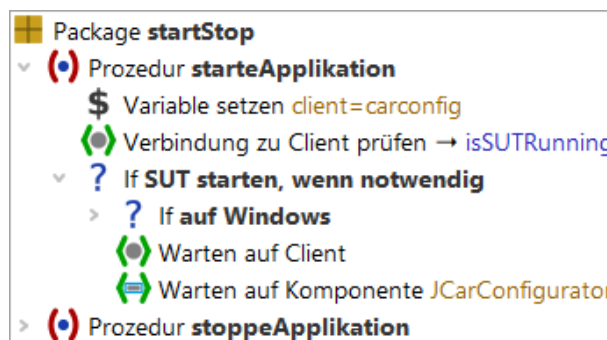 Package startStop
Prozedur starteApplikation
$ Variable setzen client=carconfig
Verbindung zu Client prüfen → isSUTRunning
? If SUT starten, wenn notwendig
? If auf Windows
Warten auf Client
Warten auf Komponente JCarConfigurator
Prozedur stoppeApplikation